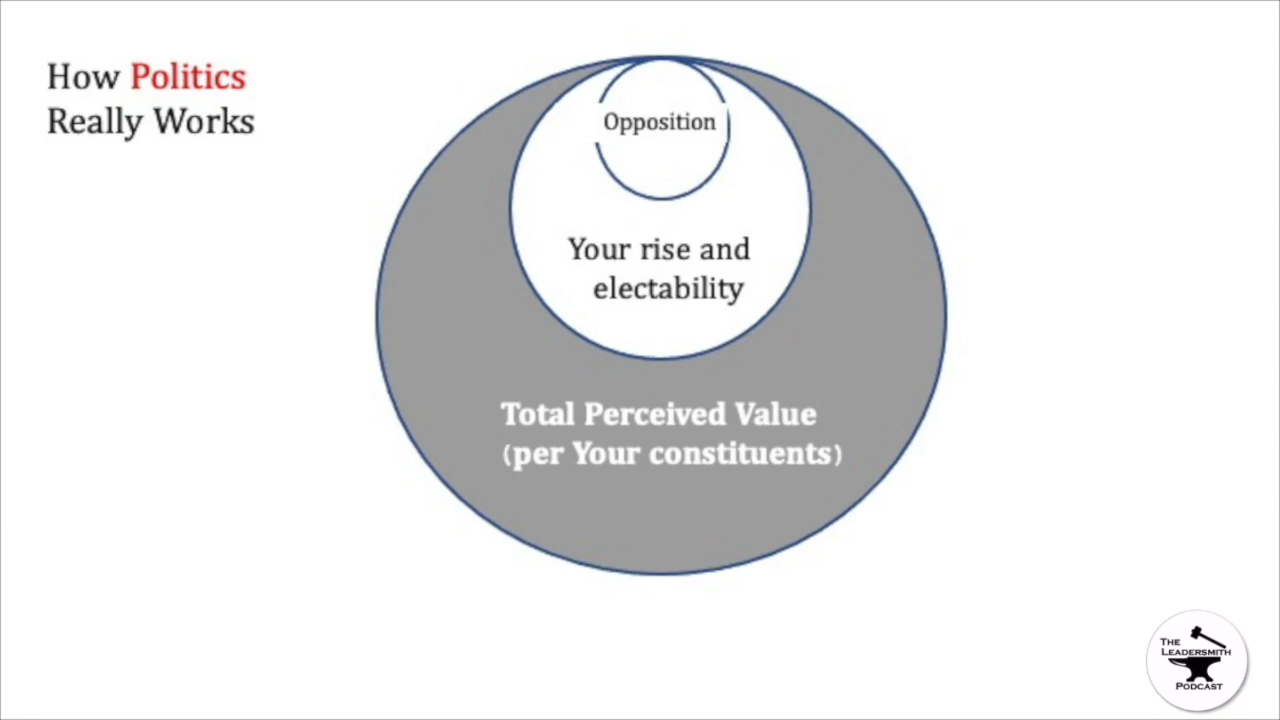 How Politics
Really Works
Opposition
Your rise and
electability
Total Perceived Value
(per Your constituents)
THE
LEADERSMITH
PODCAST